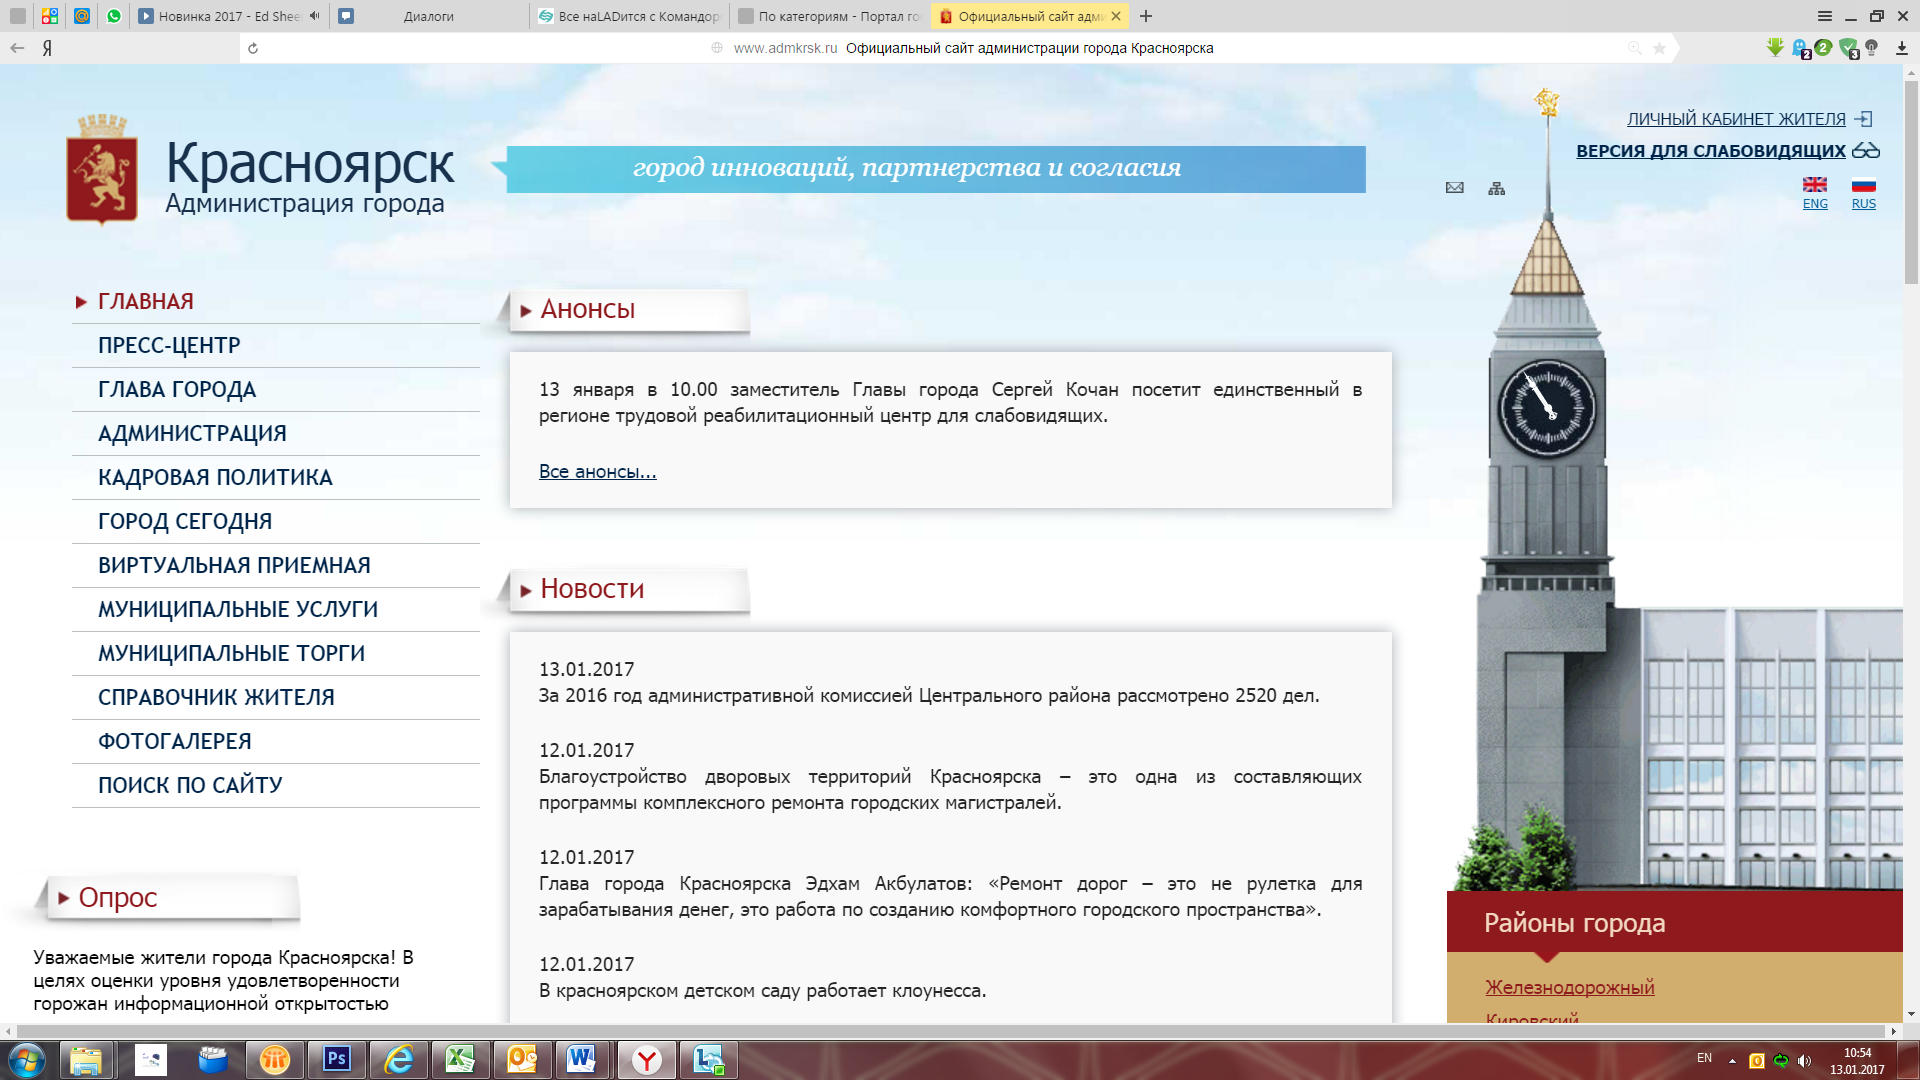 Новинка 2017 - Ed Shee
Диалоги
Все наLADится с Командор
По категориям - Портал го
Официальный сайт адми
Я
www.admkrsk.ru Официальный сайт администрации города Красноярска
2
2
3
Красноярск
Администрация города
город инноваций, партнерства и согласия
ЛИЧНЫЙ КАБИНЕТ ЖИТЕЛЯ
ВЕРСИЯ ДЛЯ СЛАБОВИДЯЩИХ
ENG
RUS
ГЛАВНАЯ
ПРЕСС-ЦЕНТР
ГЛАВА ГОРОДА
АДМИНИСТРАЦИЯ
КАДРОВАЯ ПОЛИТИКА
ГОРОД СЕГОДНЯ
ВИРТУАЛЬНАЯ ПРИЕМНАЯ
МУНИЦИПАЛЬНЫЕ УСЛУГИ
МУНИЦИПАЛЬНЫЕ ТОРГИ
СПРАВОЧНИК ЖИТЕЛЯ
ФОТОГАЛЕРЕЯ
ПОИСК ПО САЙТУ
Опрос
Уважаемые жители города Красноярска! В
целях оценки уровня удовлетворенности
горожан информационной открытостью
Анонсы
13 января в 10.00 заместитель Главы города Сергей Кочан посетит единственный в
регионе трудовой реабилитационный центр для слабовидящих.
Все анонсы...
Новости
13.01.2017
За 2016 год административной комиссией Центрального района рассмотрено 2520 дел.
12.01.2017
Благоустройство дворовых территорий Красноярска – это одна из составляющих
программы комплексного ремонта городских магистралей.
12.01.2017
Глава города Красноярска Эдхам Акбулатов: «Ремонт дорог – это не рулетка для
зарабатывания денег, это работа по созданию комфортного городского пространства».
12.01.2017
В красноярском детском саду работает клоунесса.
Районы города
Железнодорожный
Кировский
Ps
EN
10:54
13.01.2017